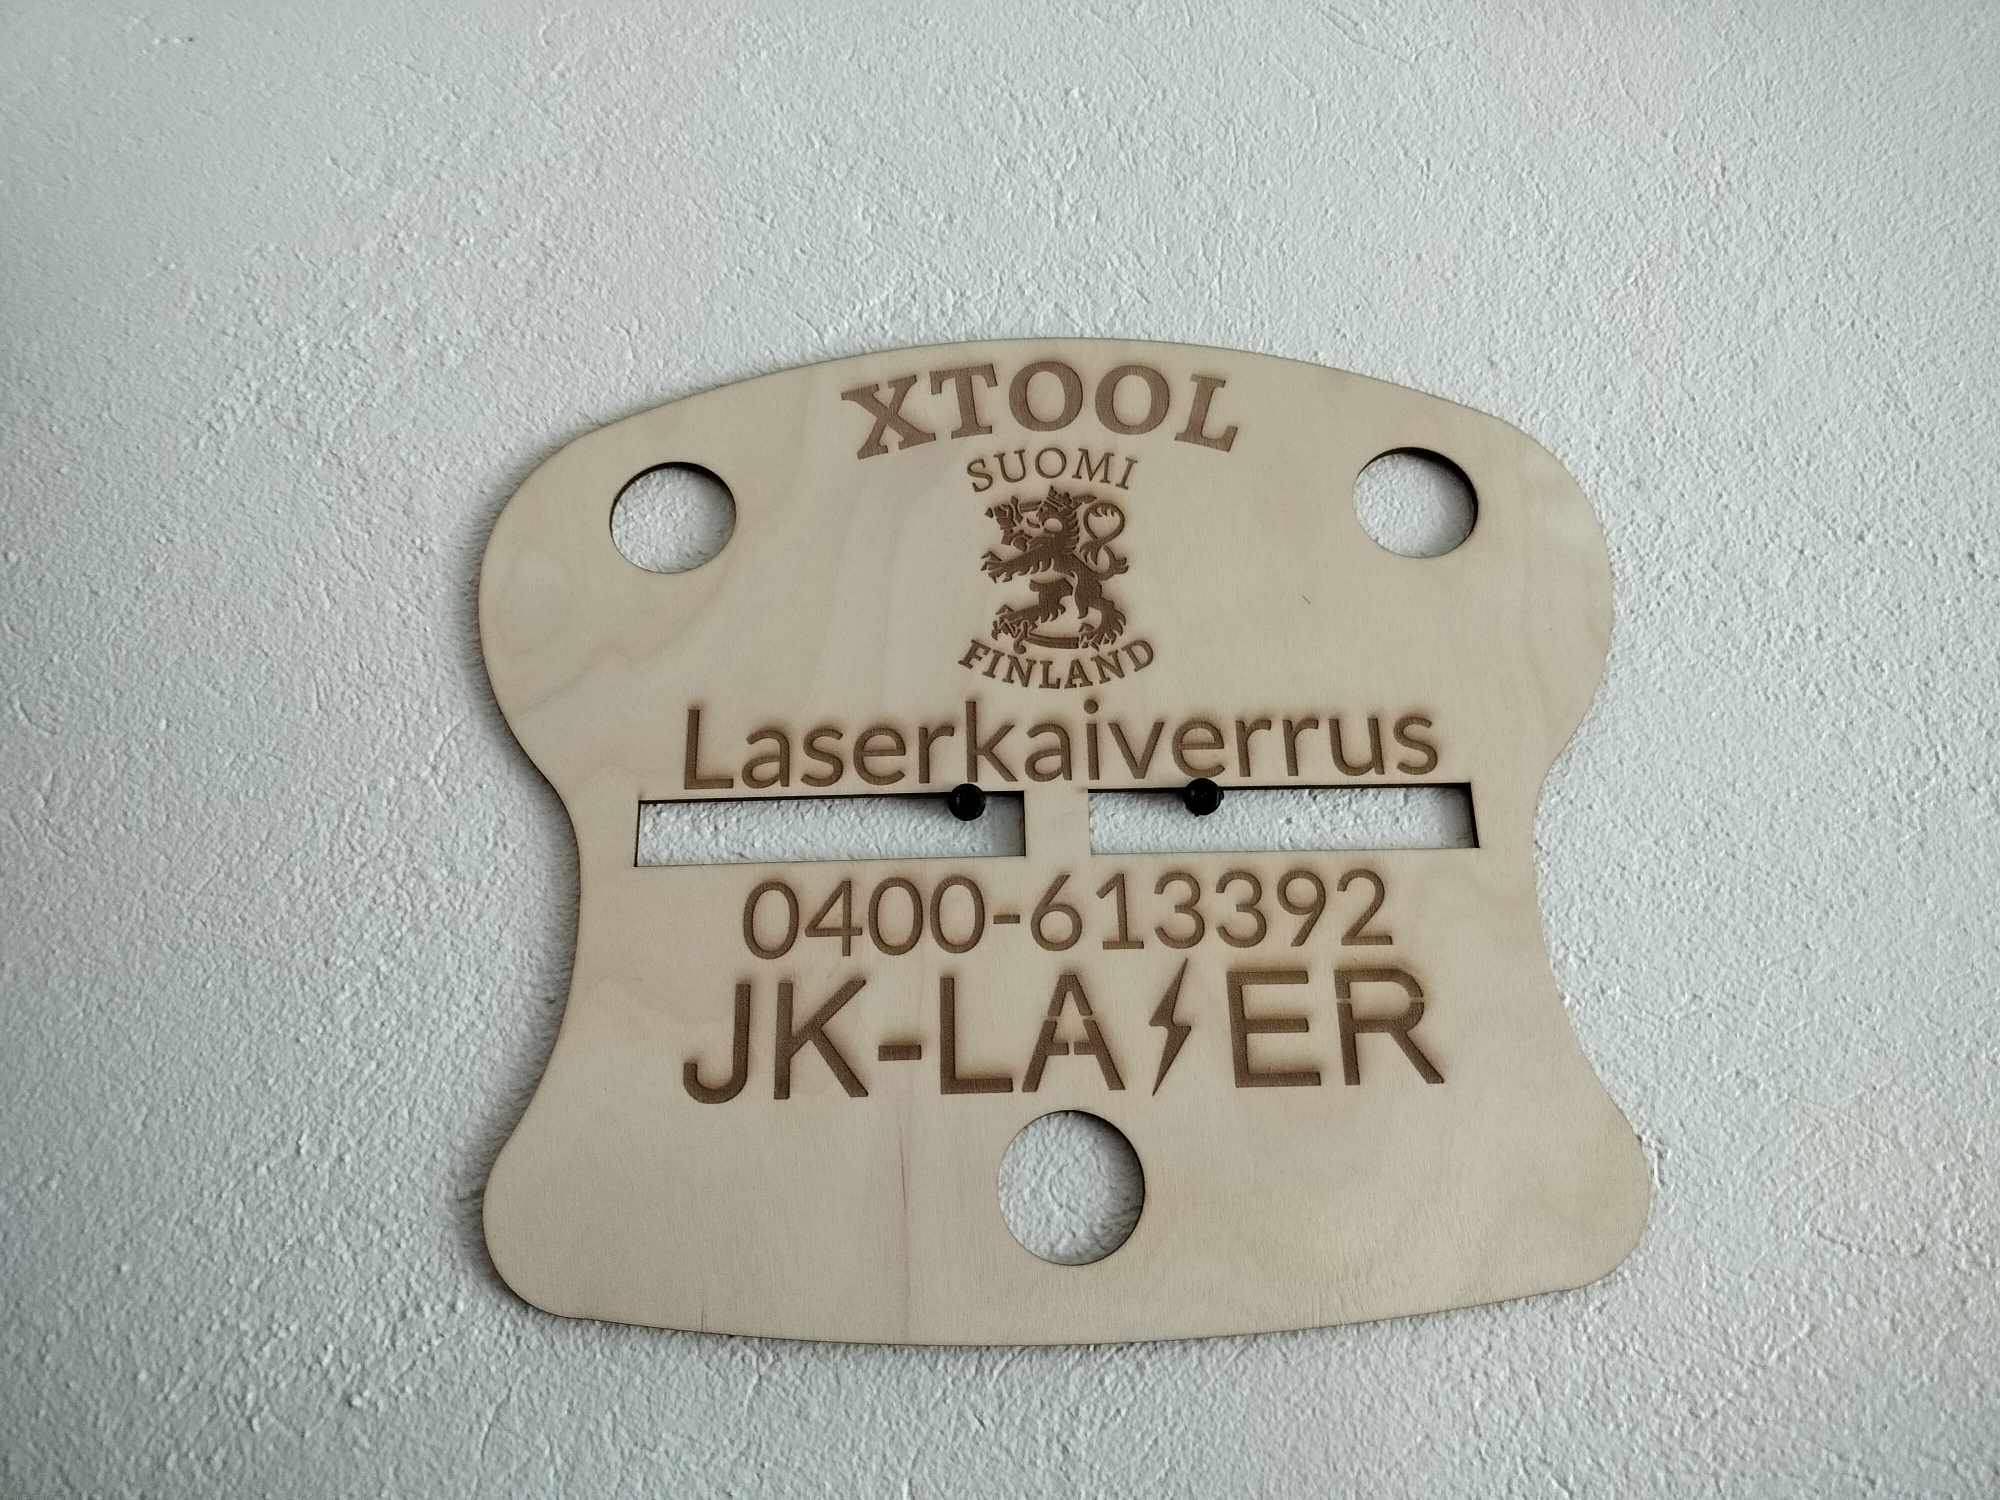 XTOOL
SUOMI
FINLAND
Laserkaiverrus
0400-613392
JK-LA⚡ER